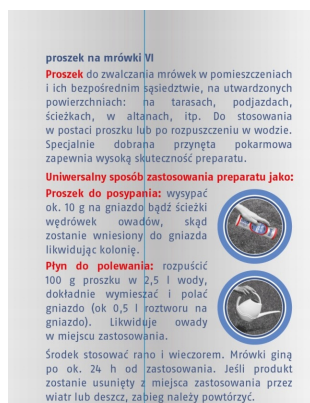 proszek na mrówki VI
Proszek do zwalczania mrówek w pomieszczeniach
i ich bezpośrednim sąsiedztwie, na utwardzonych
powierzchniach: na tarasach, podjazdach,
ścieżkach, w altanach, itp. Do stosowania
w postaci proszku lub po rozpuszczeniu w wodzie.
Specjalnie dobrana przynęta pokarmowa
zapewnia wysoką skuteczność preparatu.
Uniwersalny sposób zastosowania preparatu jako:
Proszek do posypania: wysypać
ok. 10 g na gniazdo bądź ścieżki
wędrówek owadów, skąd
zostanie wniesiony do gniazda
likwidując kolonię.
Płyn do polewania: rozpuścić
100 g proszku w 2,5 l wody,
dokładnie wymieszać i polać
gniazdo (ok 0,5 l roztworu na
gniazdo). Likwiduje owady
w miejscu zastosowania.
Środek stosować rano i wieczorem. Mrówki giną
po ok. 24 h od zastosowania. Jeśli produkt
zostanie usunięty z miejsca zastosowania przez
wiatr lub deszcz, zabieg należy powtórzyć.